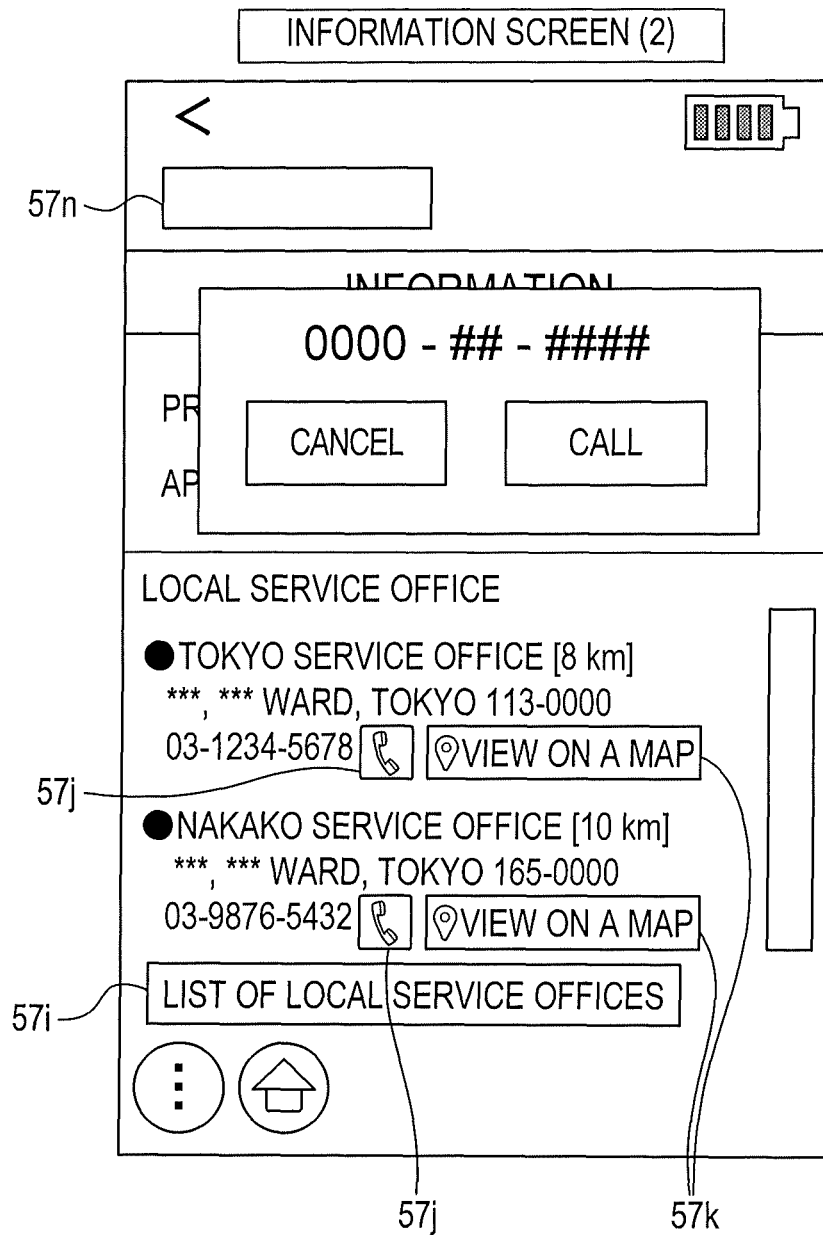 INFORMATION SCREEN (2)
<
57n
INFORMATION
0000 - ## - ####
PR
CANCEL
CALL
AP
LOCAL SERVICE OFFICE
●TOKYO SERVICE OFFICE [8 km]
***, *** WARD, TOKYO 113-0000
03-1234-5678 VIEW ON A MAP
57j
●NAKAKO SERVICE OFFICE [10 km]
***, *** WARD, TOKYO 165-0000
03-9876-5432 VIEW ON A MAP
57i
LIST OF LOCAL SERVICE OFFICES
57j
57k